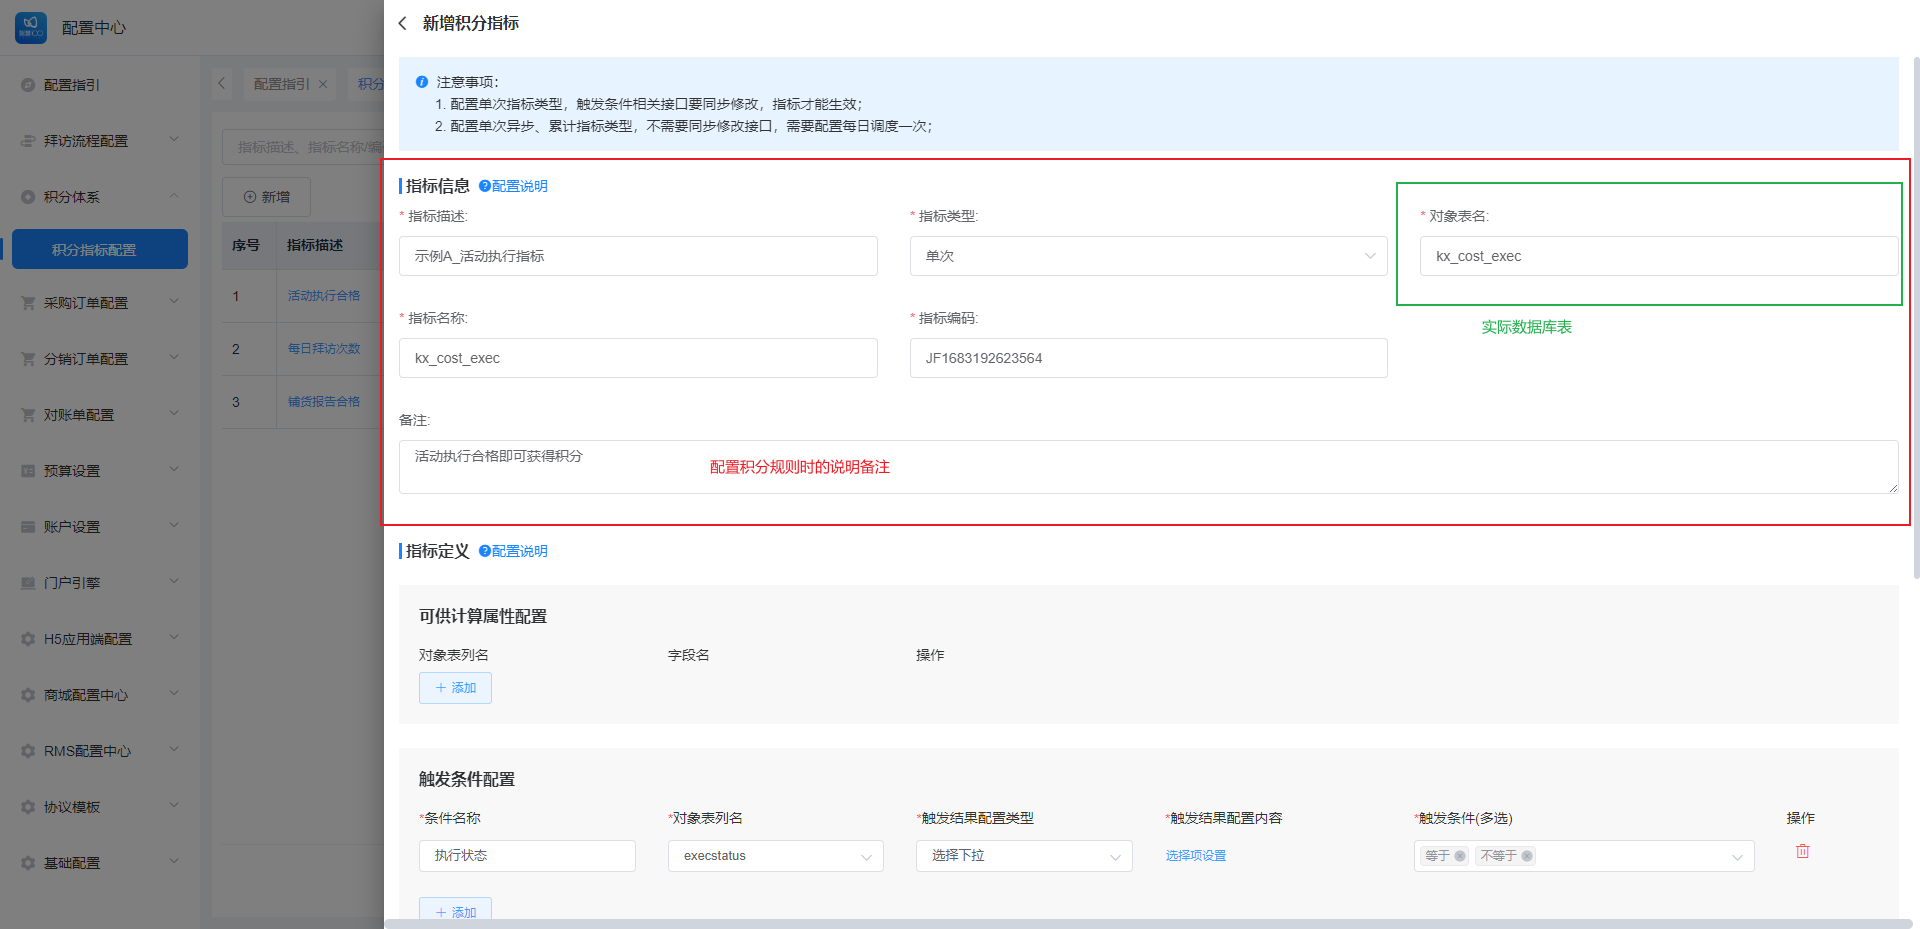 配置中心
配置指引
拜访流程配置
积分体系
积分指标配置
采购订单配置
分销订单配置
对账单配置
预算设置
账户设置
门户引擎
H5应用端配置
商城配置中心
RMS配置中心
协议模板
基础配置
配置指引
积分
指标描述、指标名称/编
新增
序号 指标描述
1 活动执行合格
2 每日拜访次数
3 铺货报告合格
新增积分指标
注意事项：
1. 配置单次指标类型，触发条件相关接口要同步修改，指标才能生效；
2. 配置单次异步、累计指标类型，不需要同步修改接口，需要配置每日调度一次；
指标信息 配置说明
* 指标描述: * 指标类型: * 对象表名:
示例A_活动执行指标 单次 kx_cost_exec
* 指标名称: * 指标编码:
实际数据库表
kx_cost_exec JF1683192623564
备注:
活动执行合格即可获得积分
配置积分规则时的说明备注
指标定义 配置说明
可供计算属性配置
对象表列名 字段名 操作
+ 添加
触发条件配置
*条件名称 *对象表列名 *触发结果配置类型 *触发结果配置内容 *触发条件(多选) 操作
执行状态 execstatus 选择下拉 选择项设置 等于 不等于
+ 添加